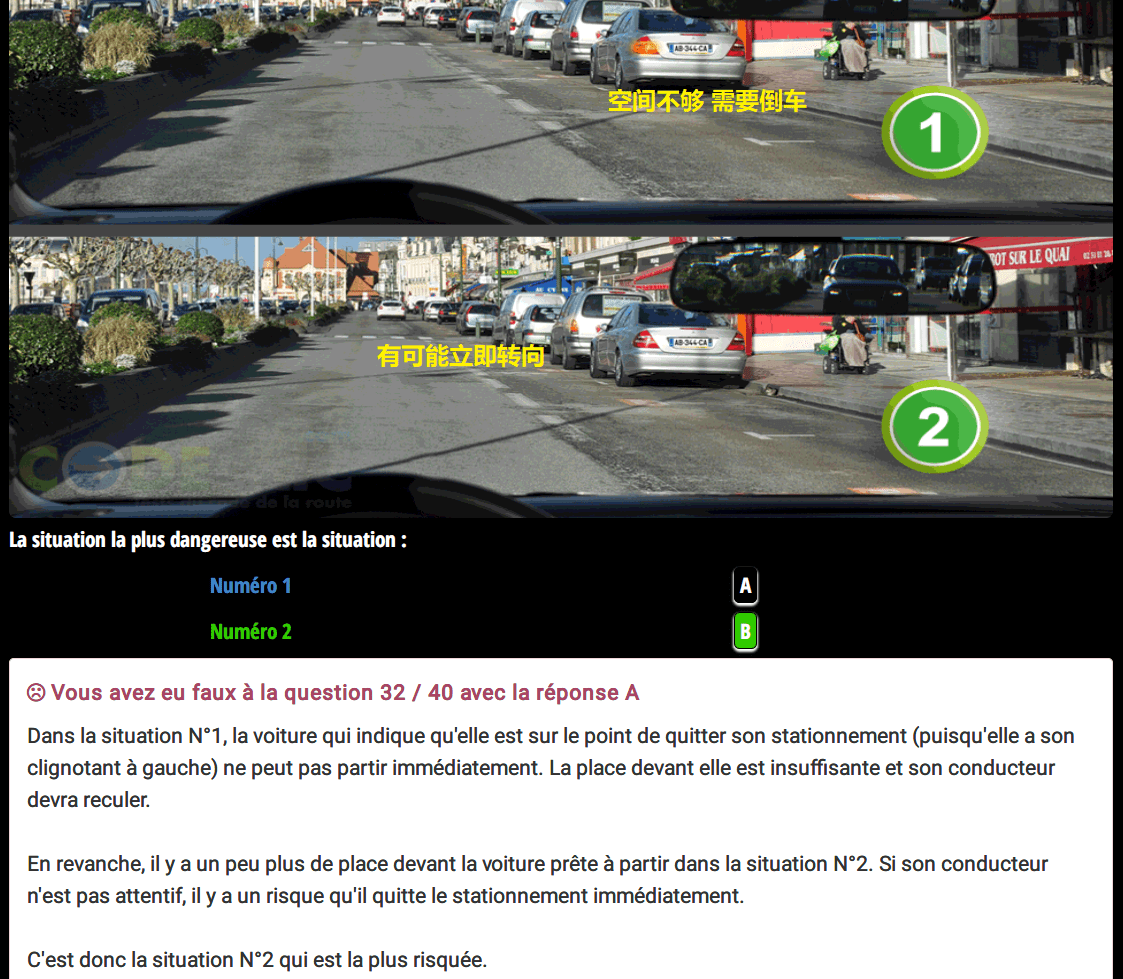 AB-344-CA
空间不够 需要倒车
1
BOT SUR LE QUAI
AB-344-CA
有可能立即转向
2
de la route
La situation la plus dangereuse est la situation :
Numéro 1 A
Numéro 2 B
Vous avez eu faux à la question 32 / 40 avec la réponse A
Dans la situation N°1, la voiture qui indique qu'elle est sur le point de quitter son stationnement (puisqu'elle a son
clignotant à gauche) ne peut pas partir immédiatement. La place devant elle est insuffisante et son conducteur
devra reculer.
En revanche, il y a un peu plus de place devant la voiture prête à partir dans la situation N°2. Si son conducteur
n'est pas attentif, il y a un risque qu'il quitte le stationnement immédiatement.
C'est donc la situation N°2 qui est la plus risquée.